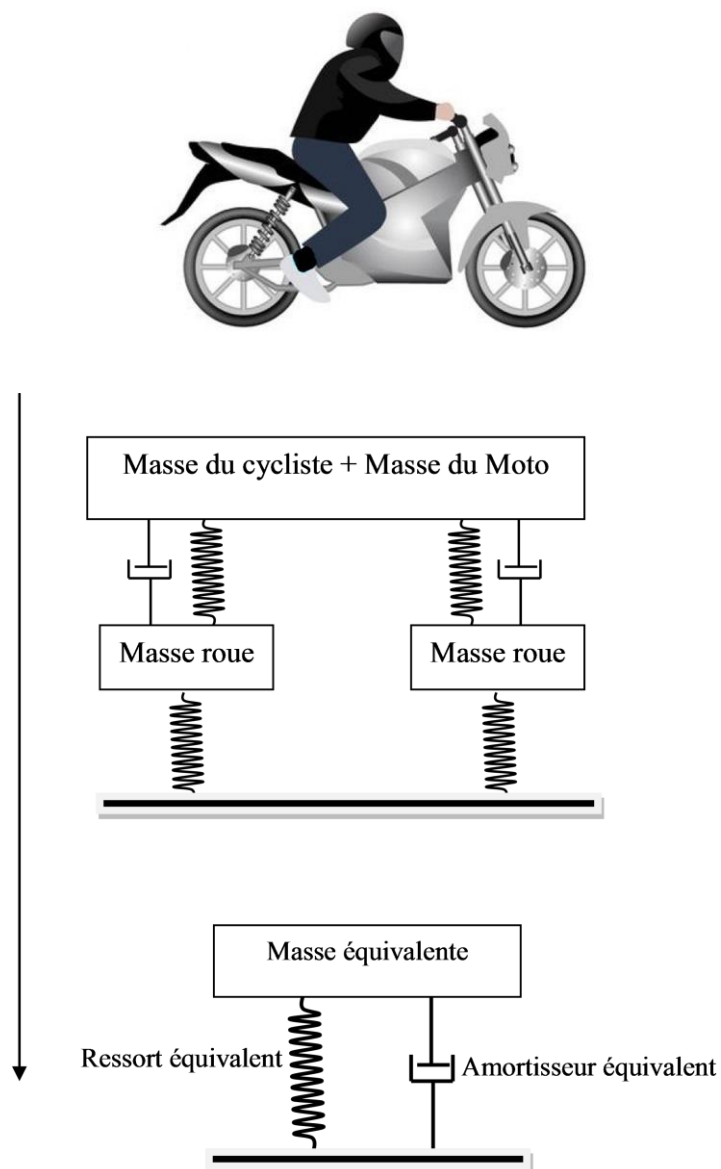 Masse du cycliste + Masse du Moto
Masse roue
Masse roue
Masse équivalente
Ressort équivalent
Amortisseur équivalent